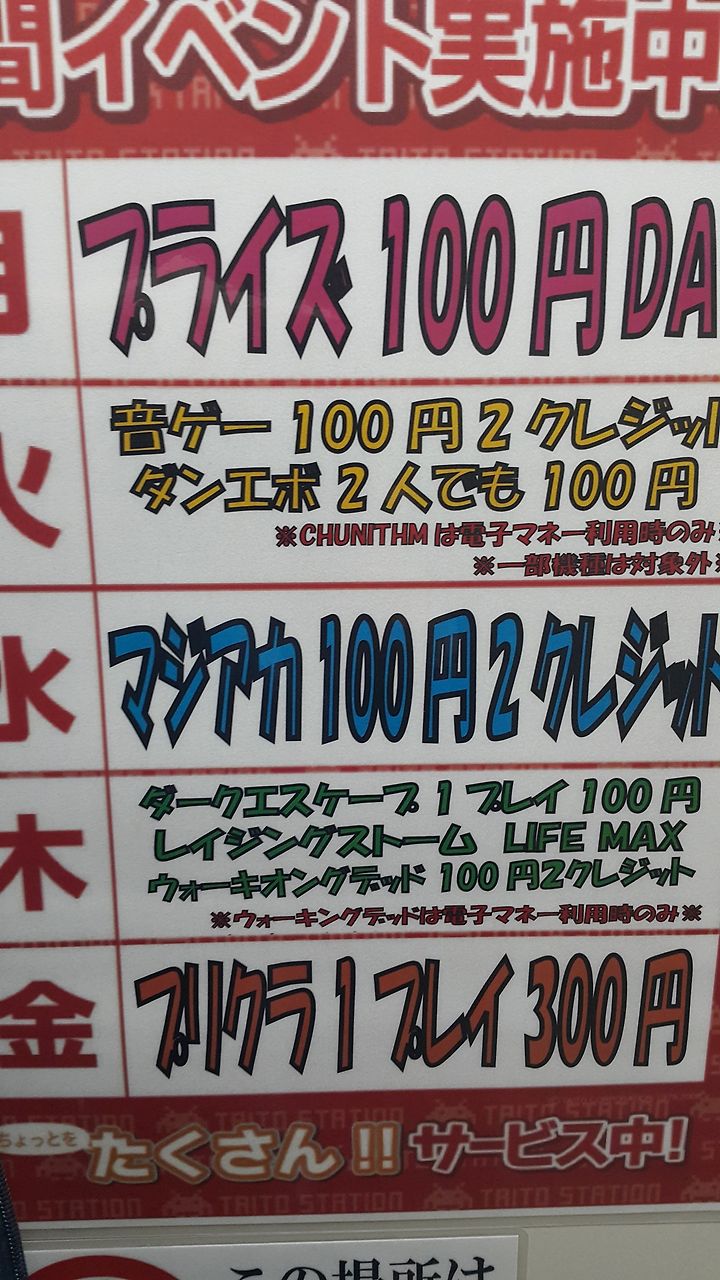 間イベント実施中
月
プライズ 100円DA
火
音ゲー 100円2クレジット
ダンエボ 2人でも 100円
※CHUNITHMは電子マネー利用時のみ※
※一部機種は対象外※
水
マジアカ 100円2クレジット
木
ダークエスケープ 1プレイ 100円
レイジングストーム LIFE MAX
ウォーキオングデッド 100円2クレジット
※ウォーキングデッドは電子マネー利用時のみ※
金
プリクラ 1プレイ 300円
TAITO STATION
ちょっとを
たくさん!!サービス中!
TAITO STATION
この場所は